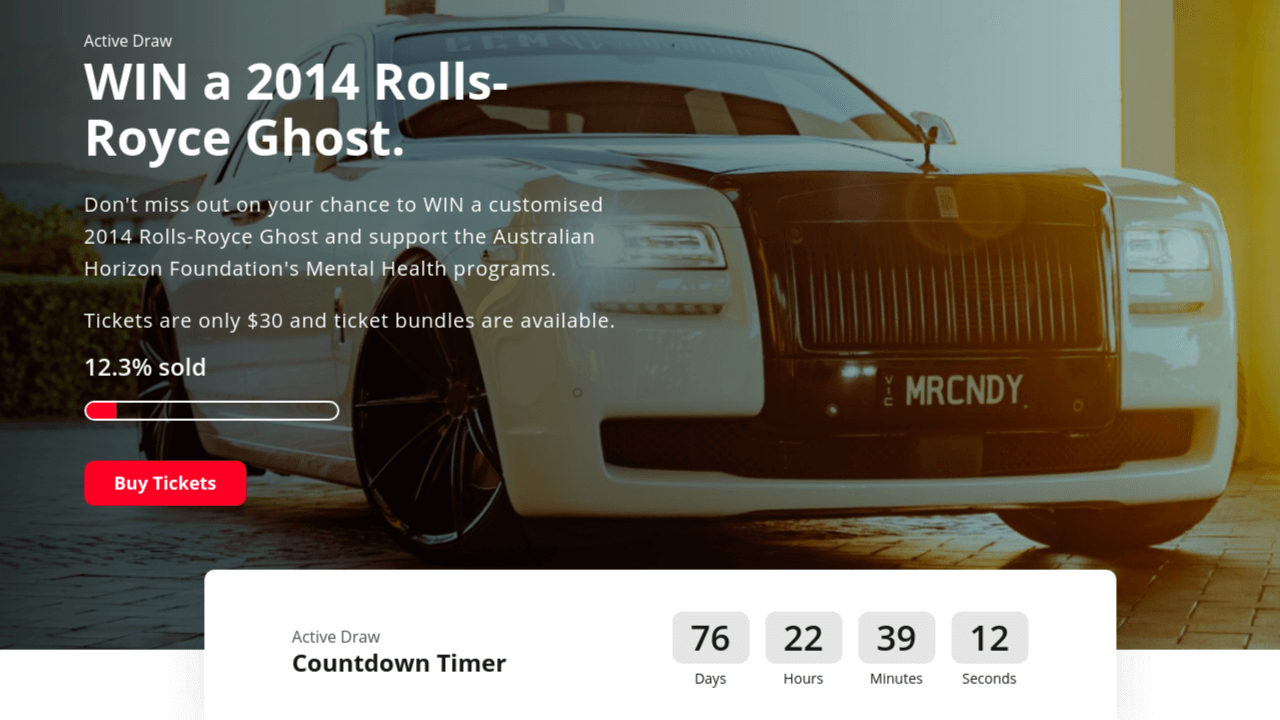 Active Draw
WIN a 2014 Rolls-
Royce Ghost.
Don't miss out on your chance to WIN a customised
2014 Rolls-Royce Ghost and support the Australian
Horizon Foundation's Mental Health programs.
Tickets are only $30 and ticket bundles are available.
12.3% sold
Buy Tickets
VIC MRCNDY
Active Draw
Countdown Timer
76 22 39 12
Days Hours Minutes Seconds